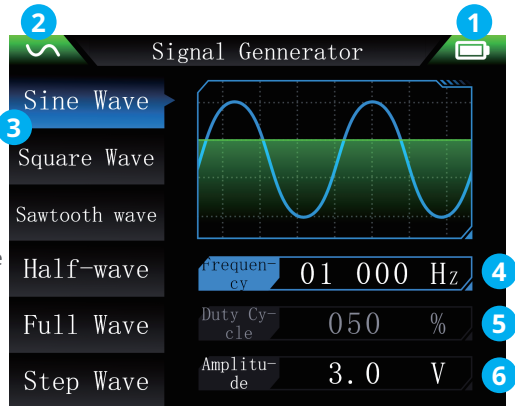 2
1
Signal Gennerator
Sine Wave
3
Square Wave
Sawtooth wave
Half-wave
Full Wave
Step Wave
Frequen-
cy
01 000 Hz
4
Duty Cy-
cle
050 %
5
Amplitu-
de
3.0 V
6
e